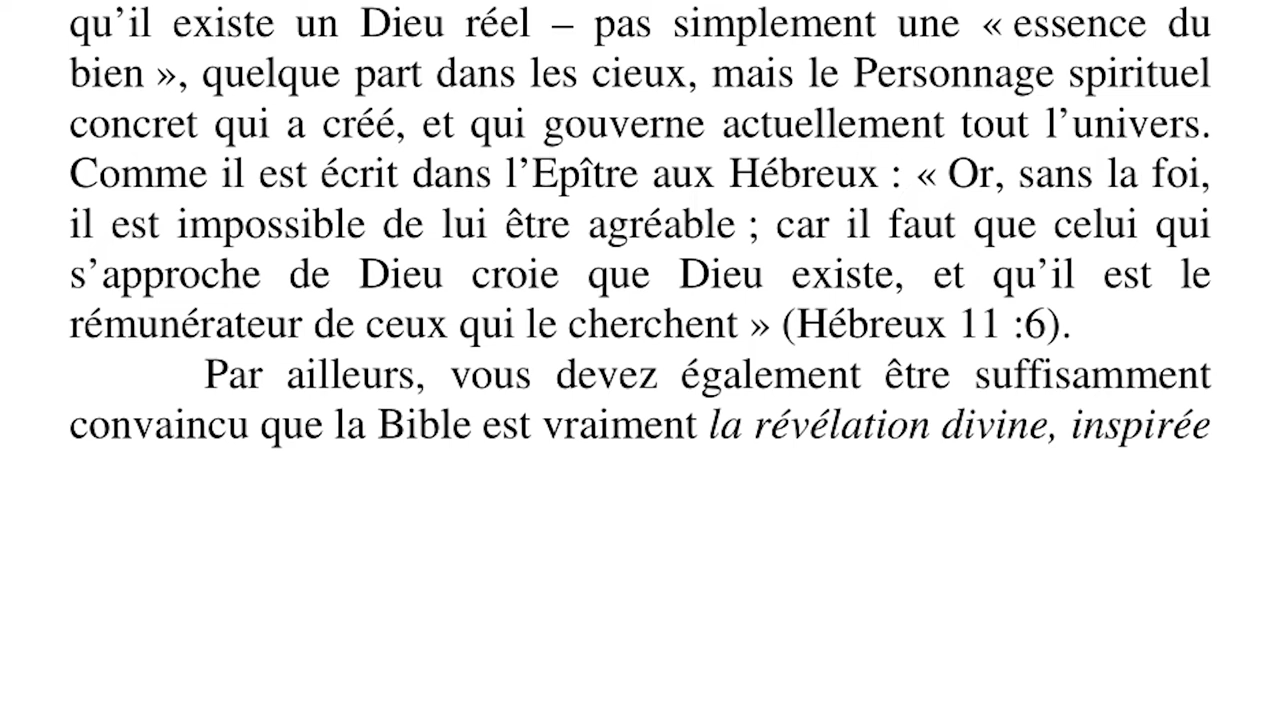 qu’il existe un Dieu réel – pas simplement une « essence du
bien », quelque part dans les cieux, mais le Personnage spirituel
concret qui a créé, et qui gouverne actuellement tout l’univers.
Comme il est écrit dans l’Epître aux Hébreux : « Or, sans la foi,
il est impossible de lui être agréable ; car il faut que celui qui
s’approche de Dieu croie que Dieu existe, et qu’il est le
rémunérateur de ceux qui le cherchent » (Hébreux 11 :6).
Par ailleurs, vous devez également être suffisamment
convaincu que la Bible est vraiment la révélation divine, inspirée